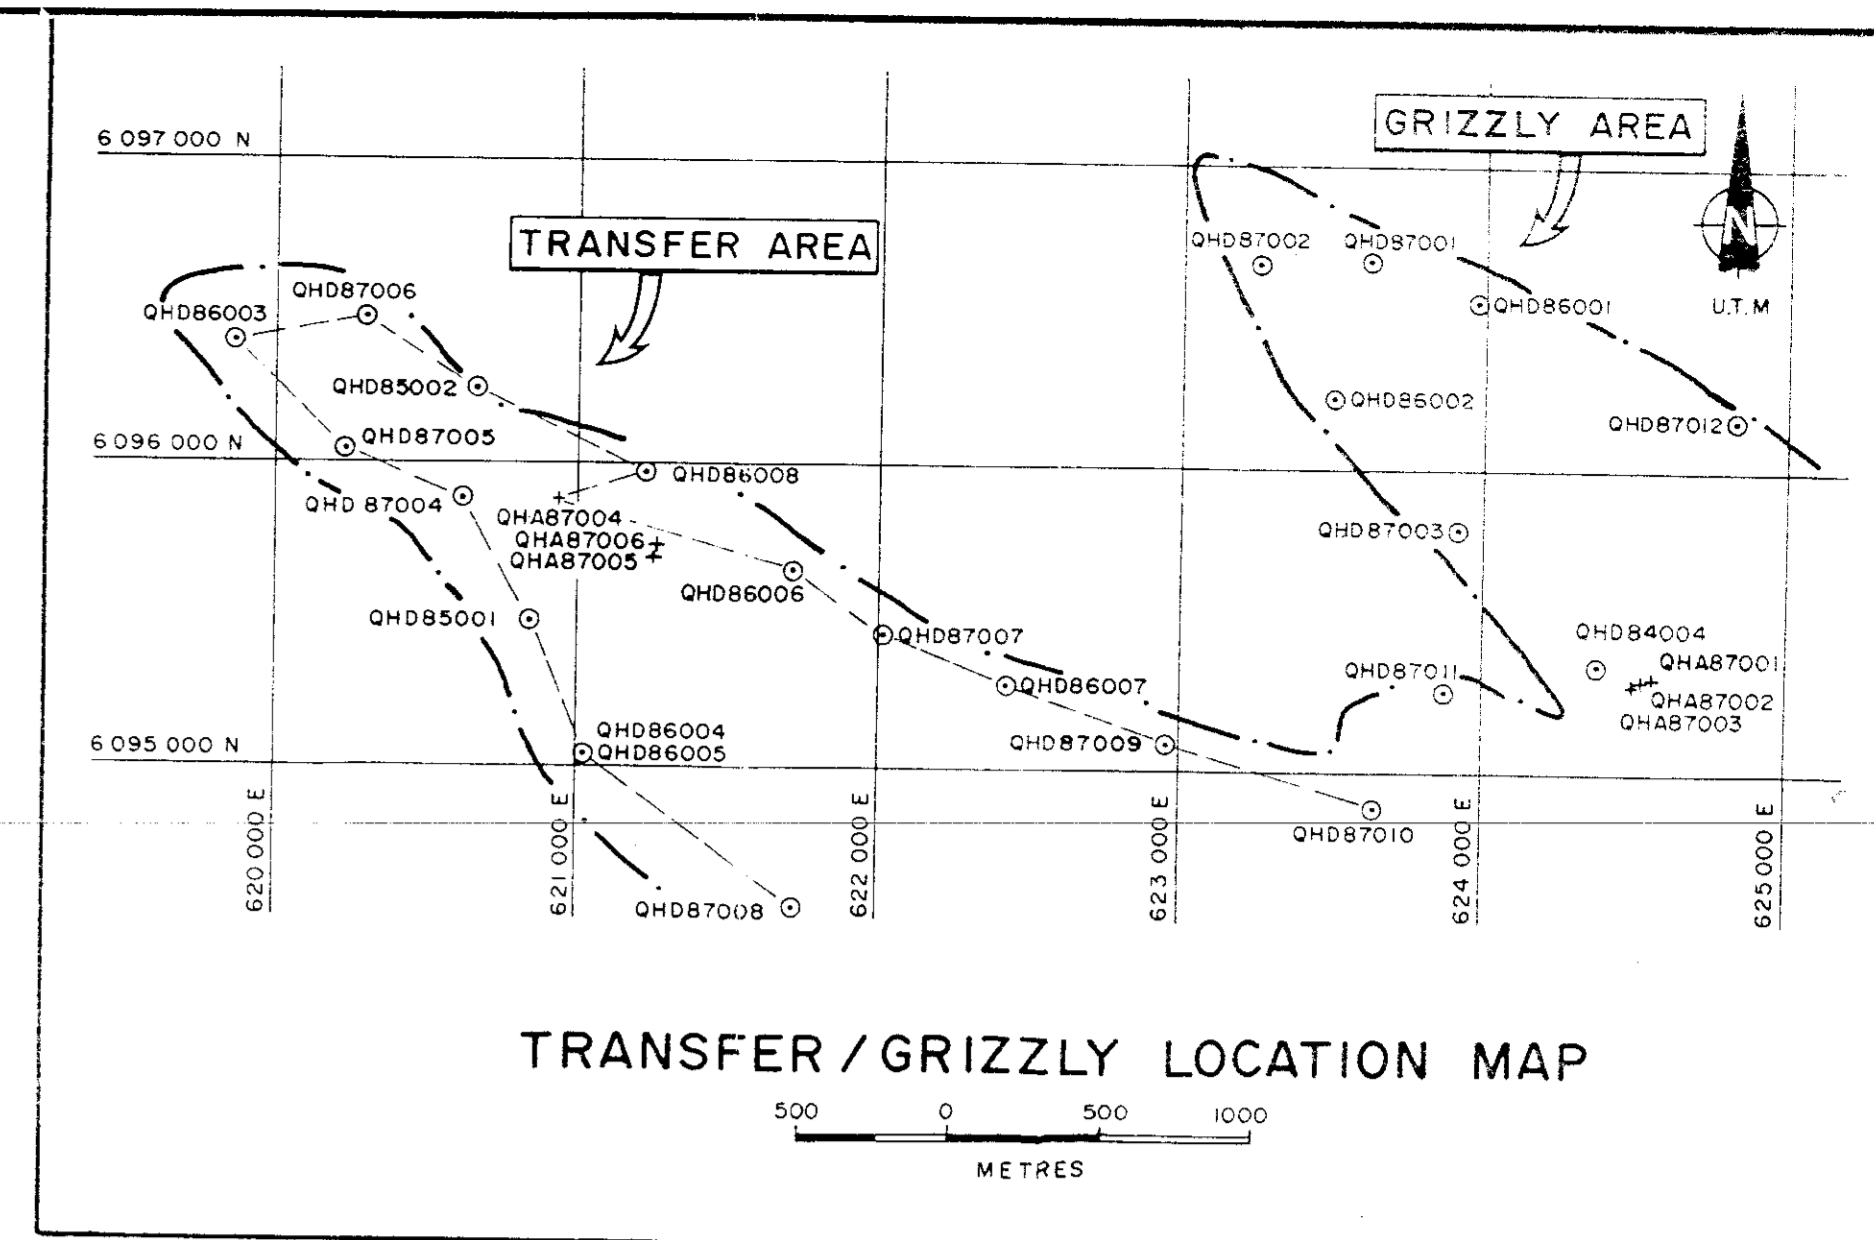 6 097 000 N
GRIZZLY AREA
TRANSFER AREA
N
U.T.M
QHD87002
QHD87001
QHD87006
QHD86003
QHD86001
QHD85002
QHD86002
QHD87012
6 096 000 N
QHD87005
QHD86008
QHD 87004
QHA87004
QHA87006
QHA87005
QHD87003
QHD86006
QHD85001
QHD87007
QHD84004
QHA87001
QHD87011
QHD86007
QHA87002
QHA87003
QHD86004
QHD86005
6 095 000 N
QHD87009
QHD87010
620 000 E
621 000 E
622 000 E
623 000 E
624 000 E
625 000 E
QHD87008
TRANSFER / GRIZZLY LOCATION MAP
500 0 500 1000
METRES